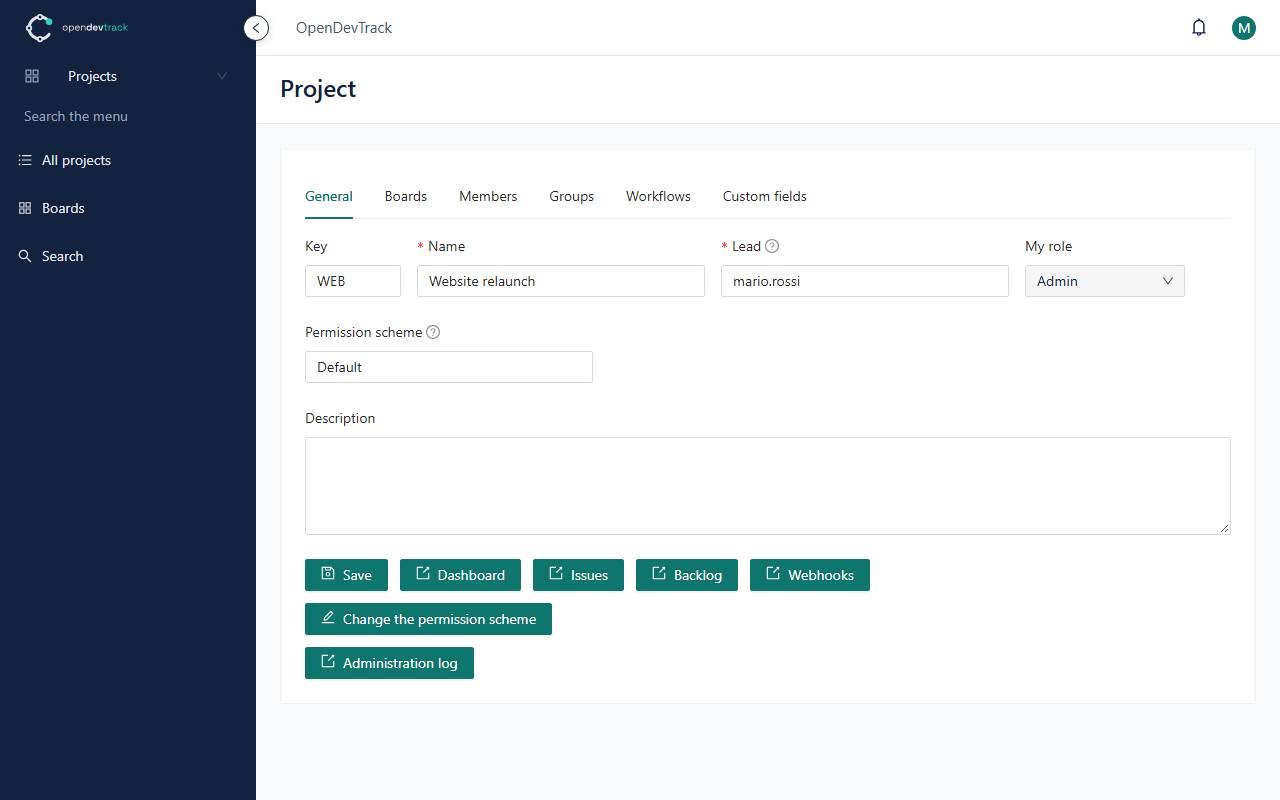 opendevtrack
OpenDevTrack
M
Projects
Search the menu
All projects
Boards
Search
Project
General Boards Members Groups Workflows Custom fields
Key * Name * Lead ? My role
WEB Website relaunch mario.rossi Admin
Permission scheme ?
Default
Description
Save Dashboard Issues Backlog Webhooks
Change the permission scheme
Administration log